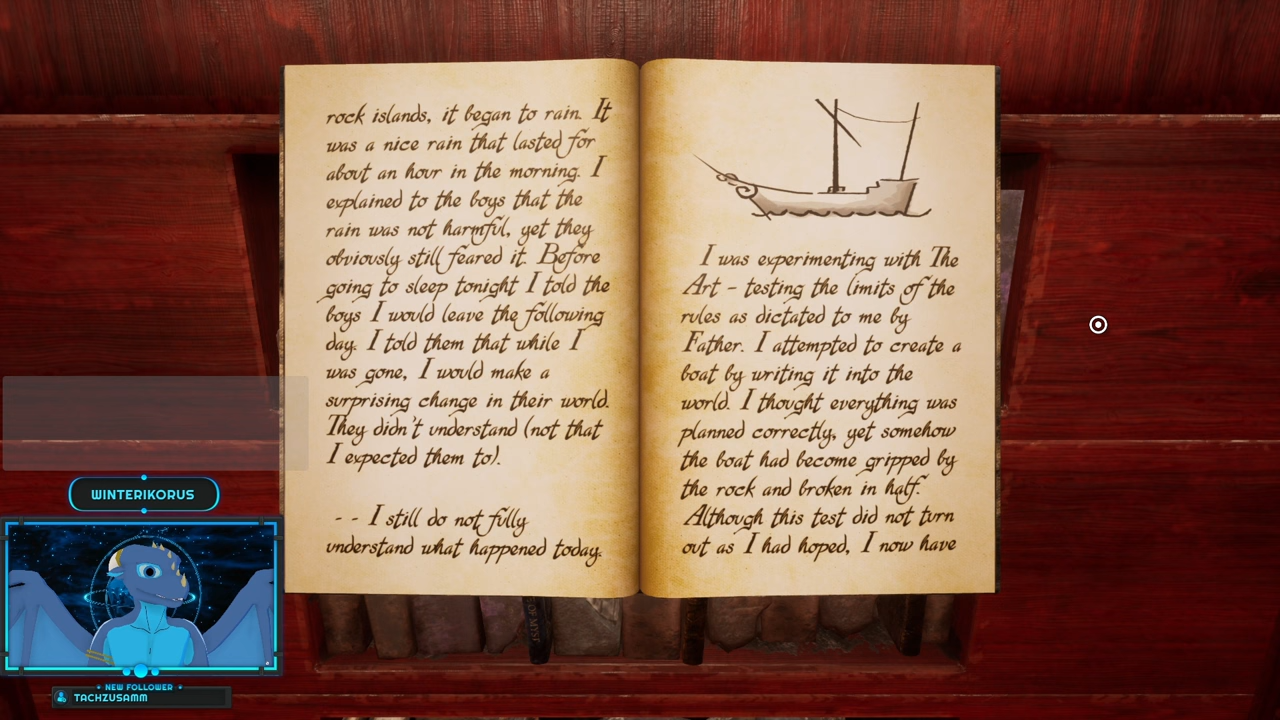 rock islands, it began to rain. It
was a nice rain that lasted for
about an hour in the morning. I
explained to the boys that the
rain was not harmful, yet they
obviously still feared it. Before
going to sleep tonight I told the
boys I would leave the following
day. I told them that while I
was gone, I would make a
surprising change in their world.
They didn't understand (not that
I expected them to).
- - I still do not fully
understand what happened today.
I was experimenting with The
Art - testing the limits of the
rules as dictated to me by
Father. I attempted to create a
boat by writing it into the
world. I thought everything was
planned correctly, yet somehow
the boat had become gripped by
the rock and broken in half.
Although this test did not turn
out as I had hoped, I now have
OF MYST
WINTERIKORUS
NEW FOLLOWER
TACHZUSAMM